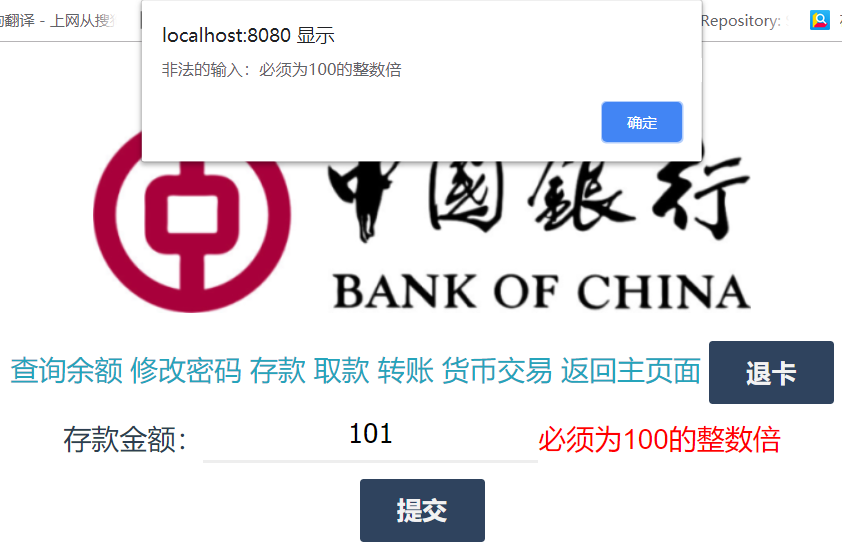 翻译 - 上网从搜
Repository:
localhost:8080 显示
非法的输入：必须为100的整数倍
确定
中國銀行
BANK OF CHINA
查询余额 修改密码 存款 取款 转账 货币交易 返回主页面 退卡
存款金额： 101 必须为100的整数倍
提交